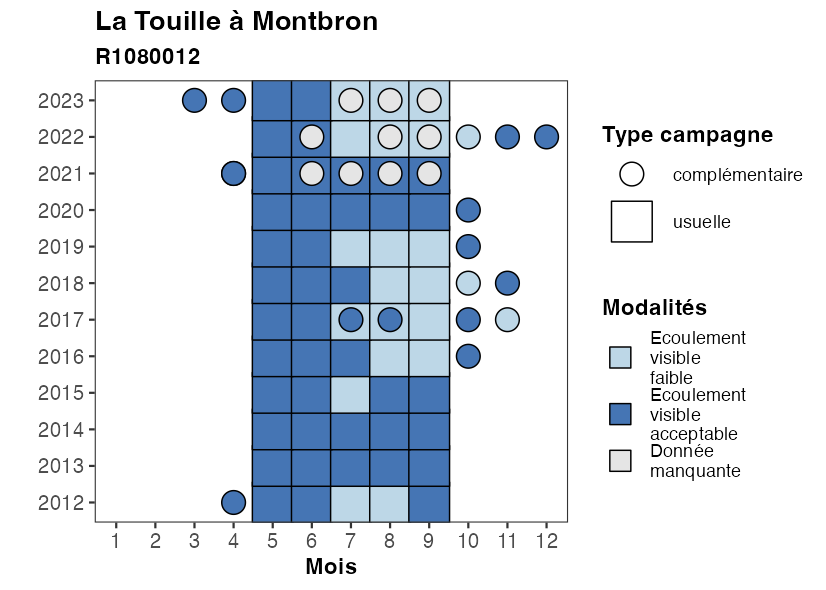 La Touille à Montbron
R1080012
2023
2022
2021
2020
2019
2018
2017
2016
2015
2014
2013
2012
1 2 3 4 5 6 7 8 9 10 11 12
Mois
Type campagne
complémentaire
usuelle
Modalités
Ecoulement
visible
faible
Ecoulement
visible
acceptable
Donnée
manquante